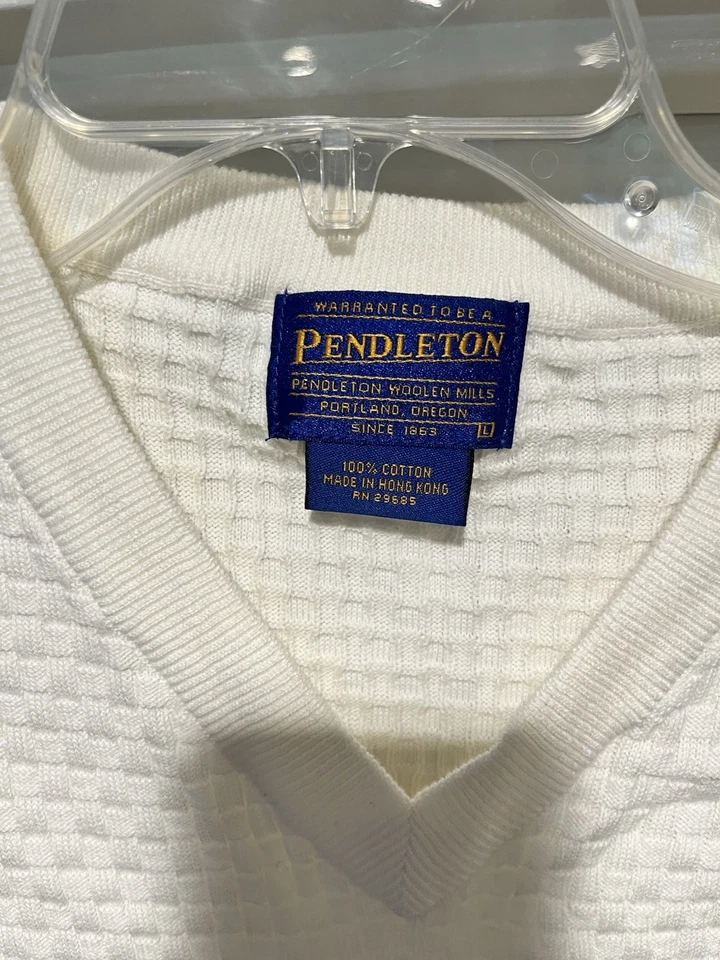 WARRANTED TO BE A
PENDLETON
PENDLETON WOOLEN MILLS
PORTLAND, OREGON
SINCE 1863 L
100% COTTON
MADE IN HONG KONG
RN 29685